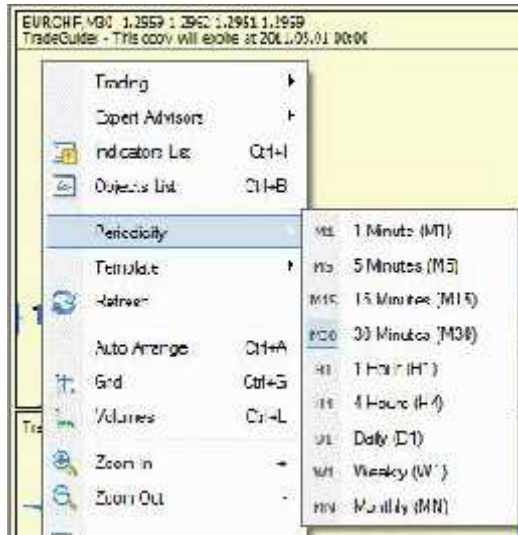 EURCHF,M30 1.2959 1.2962 1.2951 1.2959
TradeGuider - This copy will expire at 2011.05.01 00:00
Trading
Expert Advisors
Indicators List Ctrl+I
Objects List Ctrl+B
Periodicity
Template
Refresh
Auto Arrange Ctrl+A
Grid Ctrl+G
Volumes Ctrl+L
Zoom In +
Zoom Out -
M1 1 Minute (M1)
M5 5 Minutes (M5)
M15 15 Minutes (M15)
M30 30 Minutes (M30)
H1 1 Hour (H1)
H4 4 Hours (H4)
D1 Daily (D1)
W1 Weekly (W1)
MN Monthly (MN)
1
Tra